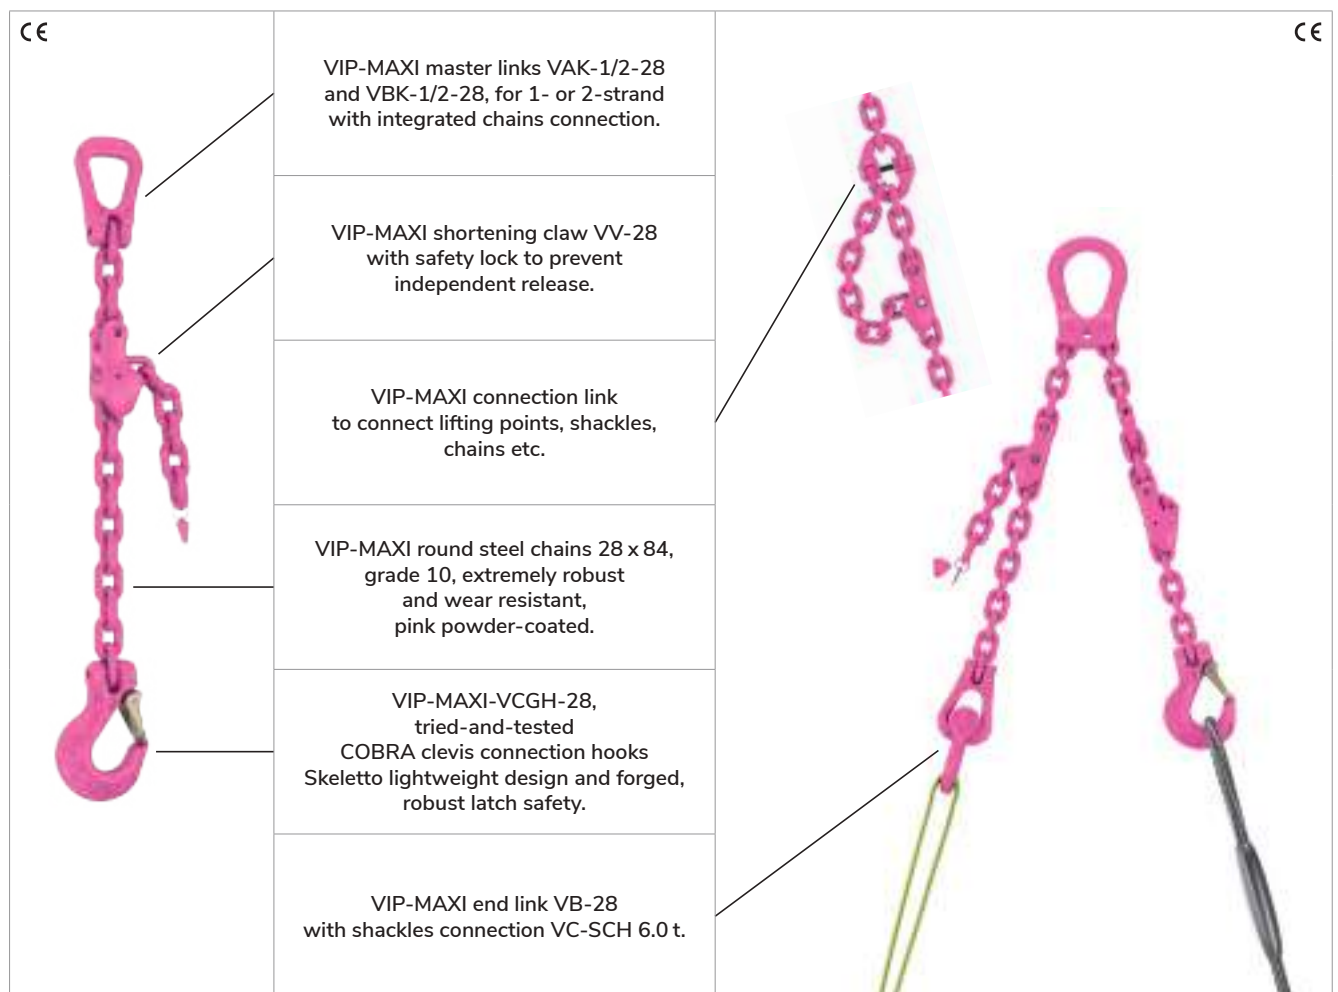 CE
CE
VIP-MAXI master links VAK-1/2-28
and VBK-1/2-28, for 1- or 2-strand
with integrated chains connection.
VIP-MAXI shortening claw VV-28
with safety lock to prevent
independent release.
VIP-MAXI connection link
to connect lifting points, shackles,
chains etc.
VIP-MAXI round steel chains 28 x 84,
grade 10, extremely robust
and wear resistant,
pink powder-coated.
VIP-MAXI-VCGH-28,
tried-and-tested
COBRA clevis connection hooks
Skeletto lightweight design and forged,
robust latch safety.
VIP-MAXI end link VB-28
with shackles connection VC-SCH 6.0 t.